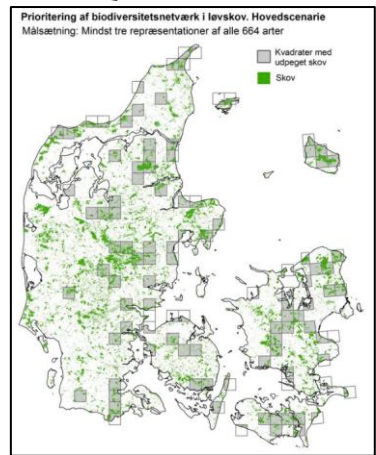 Prioritering af biodiversitetsnetværk i løvskov. Hovedscenarie
Målsætning: Mindst tre repræsentationer af alle 664 arter
Kvadrater med
udpeget skov
Skov